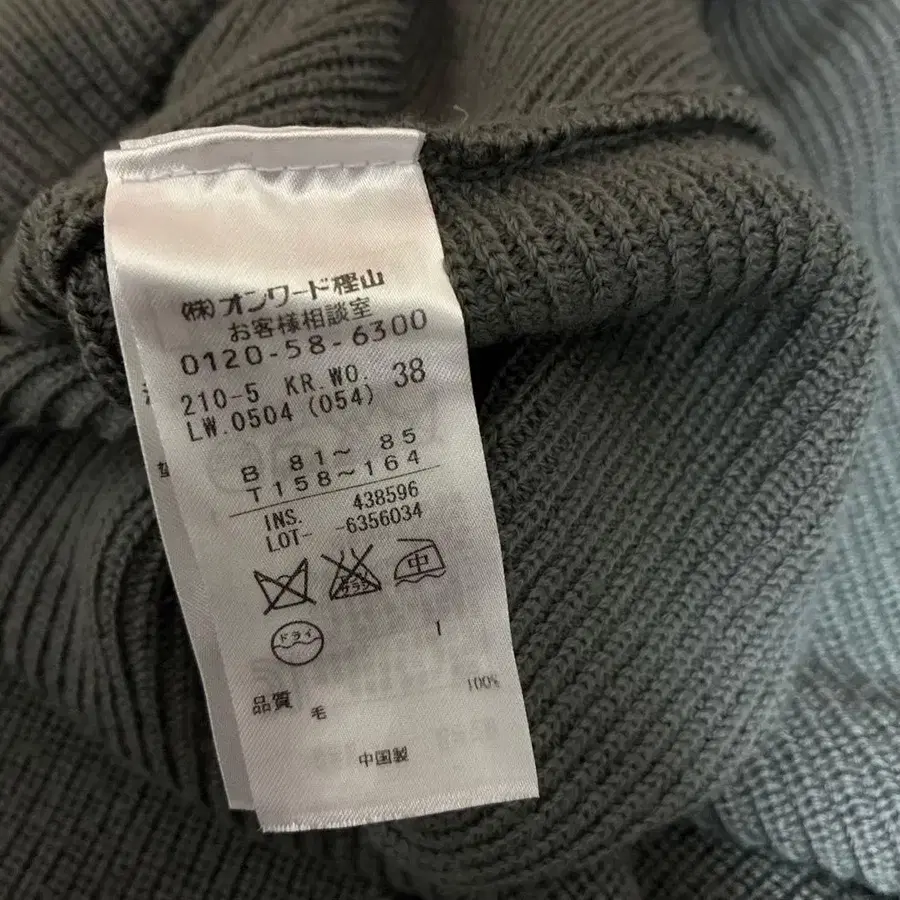 ㈱オンワード樫山
お客様相談室
0120-58-6300
210-5 KR.WO. 38
LW.0504 (054)
B 81~ 85
T158~164
INS. 438596
LOT- -6356034
中
ドライ
1
品質
毛 100%
中国製